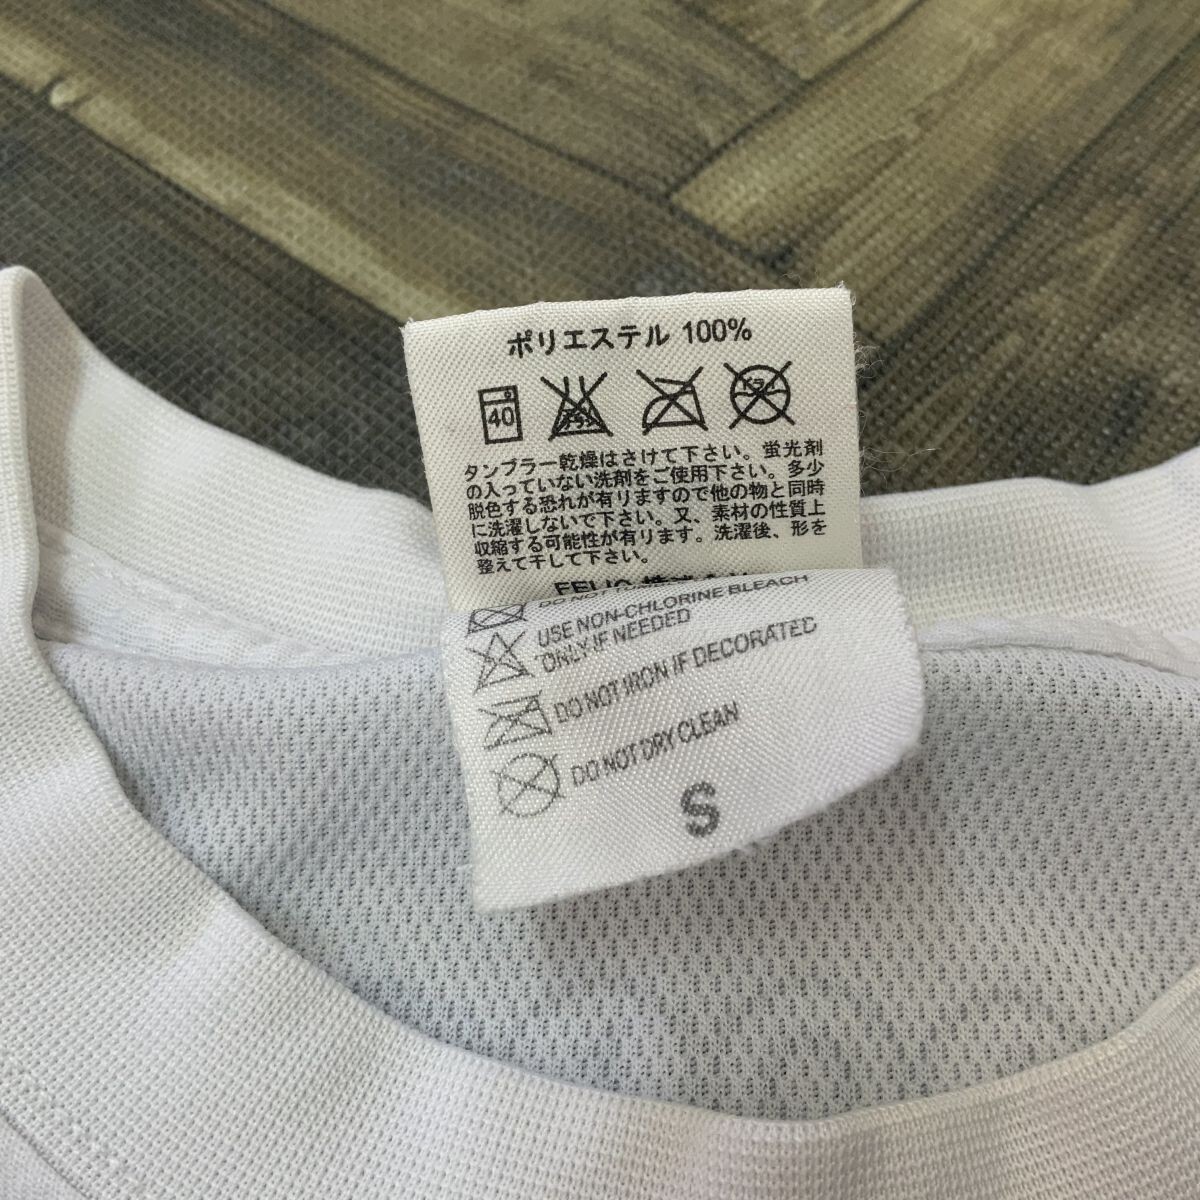 ポリエステル 100%
40
エンソ
ドライ
タンブラー乾燥はさけて下さい。蛍光剤
の入っていない洗剤をご使用下さい。多少
脱色する恐れが有りますので他の物と同時
に洗濯しないで下さい。又、素材の性質上
収縮する可能性が有ります。洗濯後、形を
整えて干して下さい。
USE NON-CHLORINE BLEACH
ONLY IF NEEDED
DO NOT IRON IF DECORATED
DO NOT DRY CLEAN
S